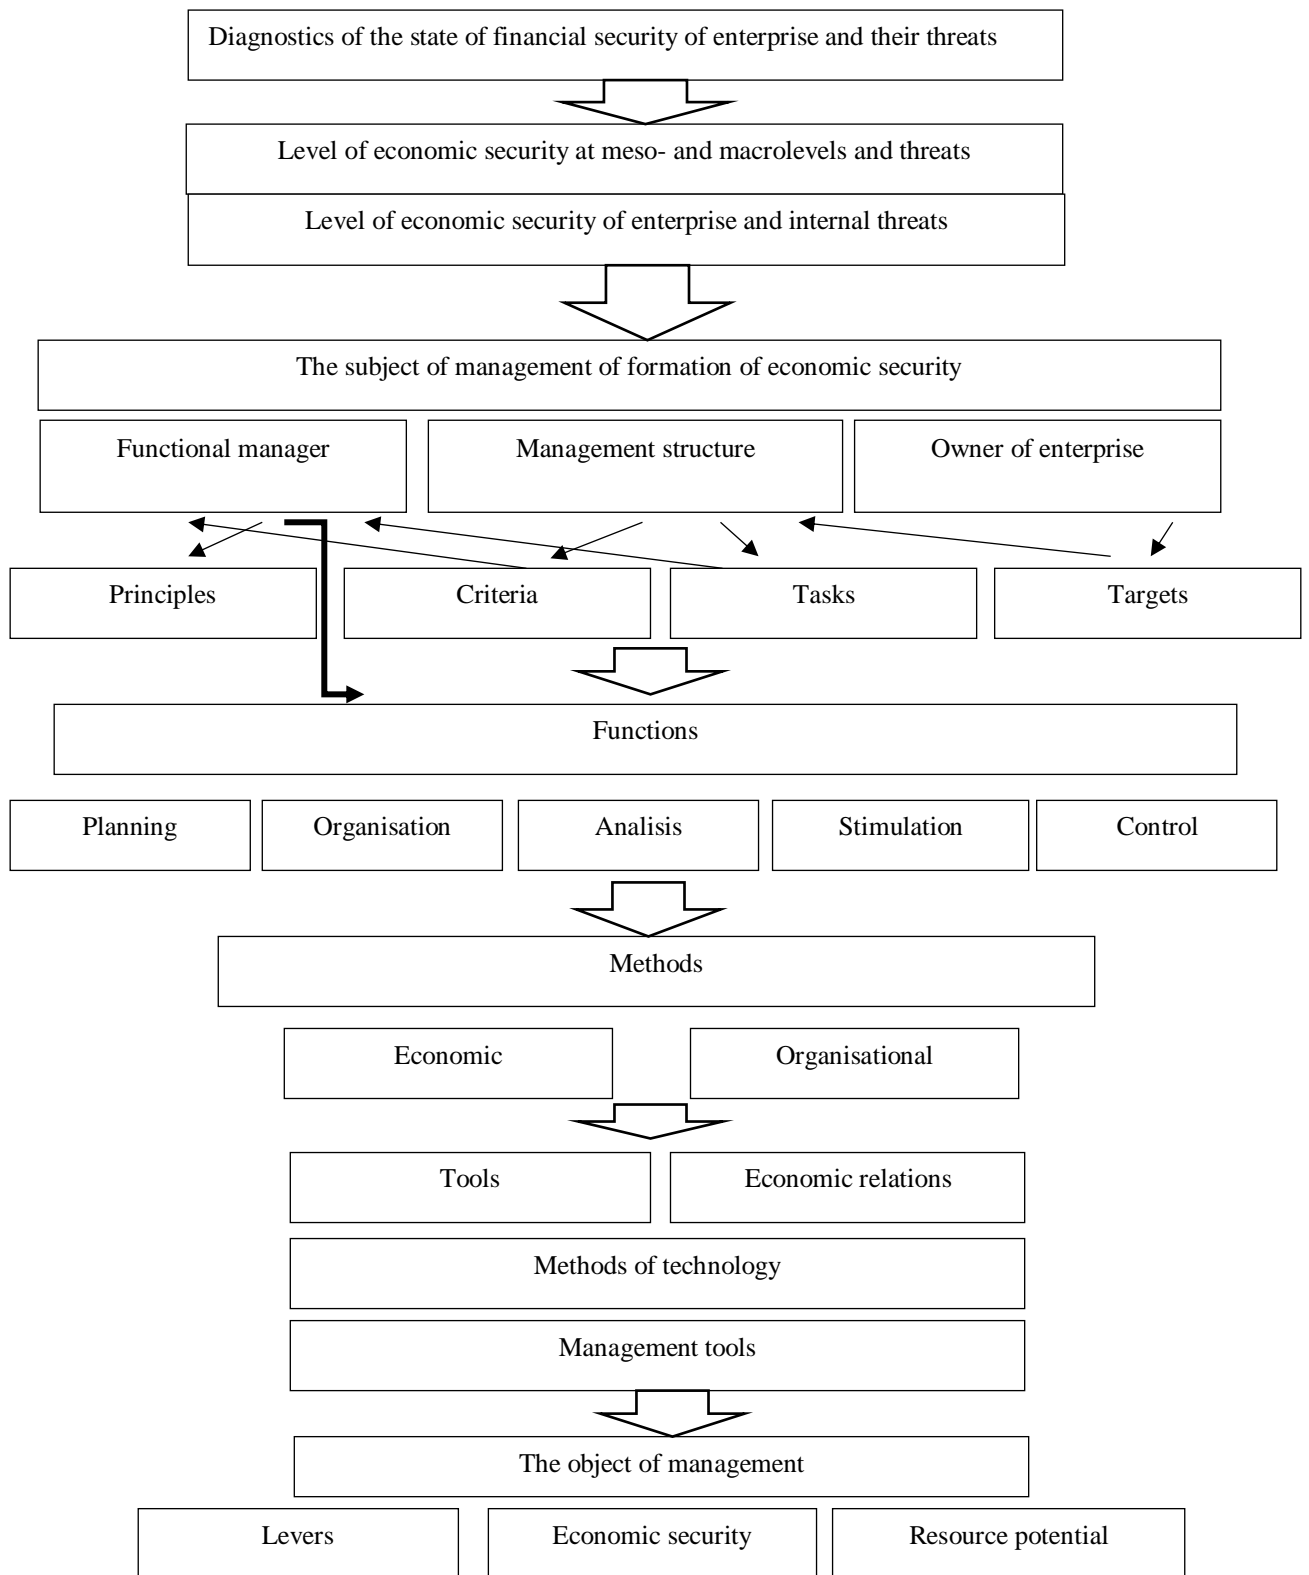 Diagnostics of the state of financial security of enterprise and their threats
Level of economic security at meso- and macrolevels and threats
Level of economic security of enterprise and internal threats
The subject of management of formation of economic security
Functional manager
Management structure
Owner of enterprise
Principles
Criteria
Tasks
Targets
Functions
Planning
Organisation
Analisis
Stimulation
Control
Methods
Economic
Organisational
Tools
Economic relations
Methods of technology
Management tools
The object of management
Levers
Economic security
Resource potential